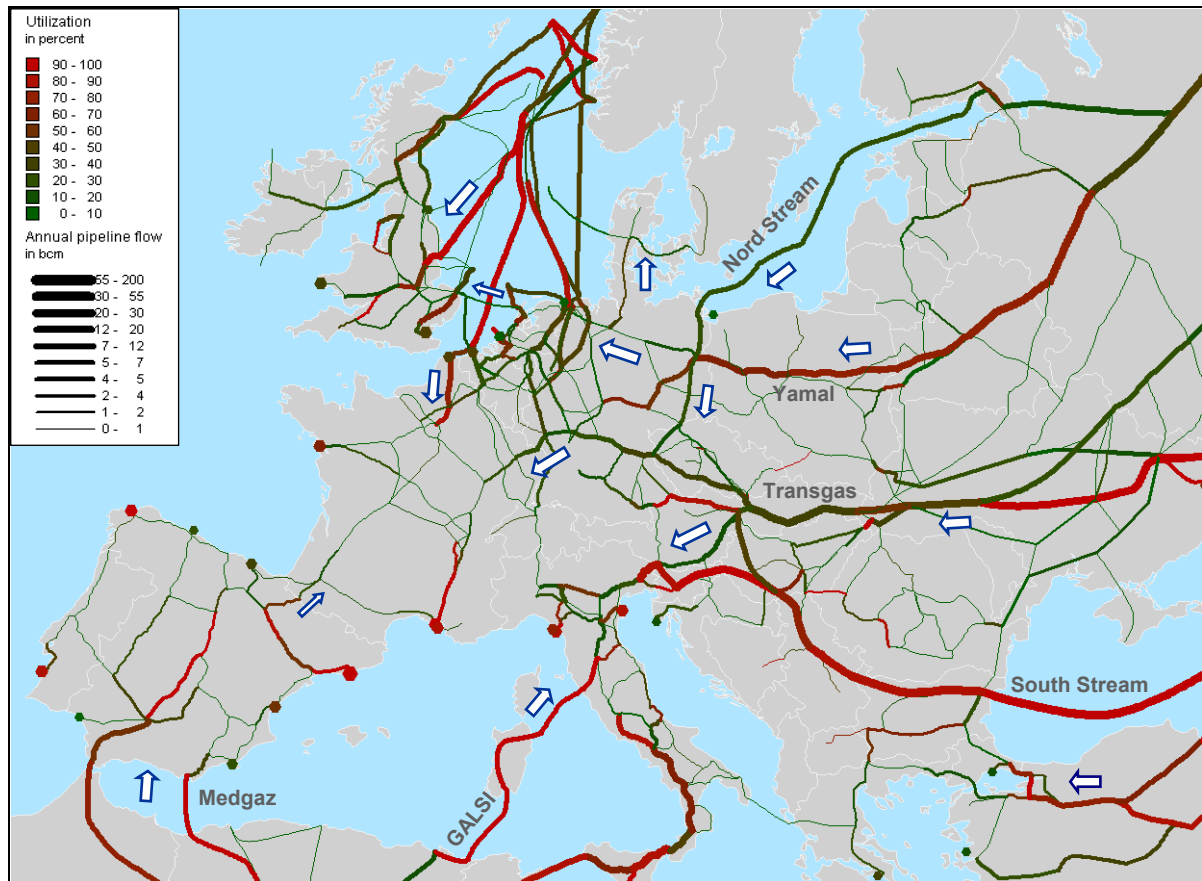 Utilization
in percent
90 - 100
80 - 90
70 - 80
60 - 70
50 - 60
40 - 50
30 - 40
20 - 30
10 - 20
0 - 10
Annual pipeline flow
in bcm
55 - 200
30 - 55
20 - 30
12 - 20
7 - 12
5 - 7
4 - 5
2 - 4
1 - 2
0 - 1
Nord Stream
Yamal
Transgas
South Stream
Medgaz
GALSI